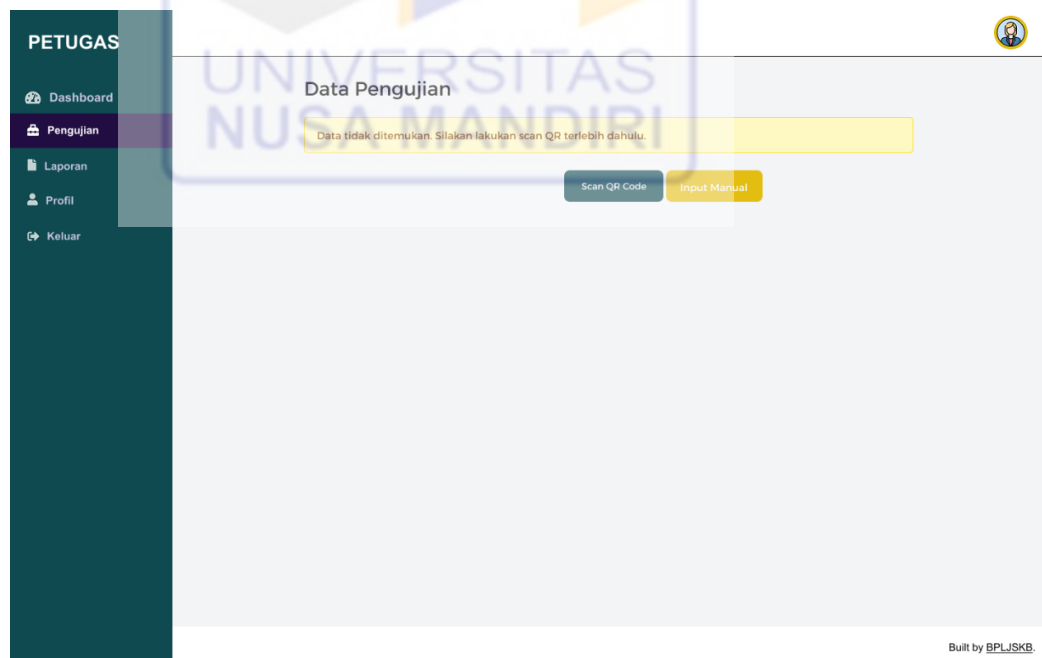 PETUGAS
Dashboard
Pengujian
Laporan
Profil
Keluar
UNIVERSITAS
NUSA MANDIRI
Data Pengujian
Data tidak ditemukan. Silakan lakukan scan QR terlebih dahulu.
Scan QR Code
Input Manual
Built by BPLJSKB.